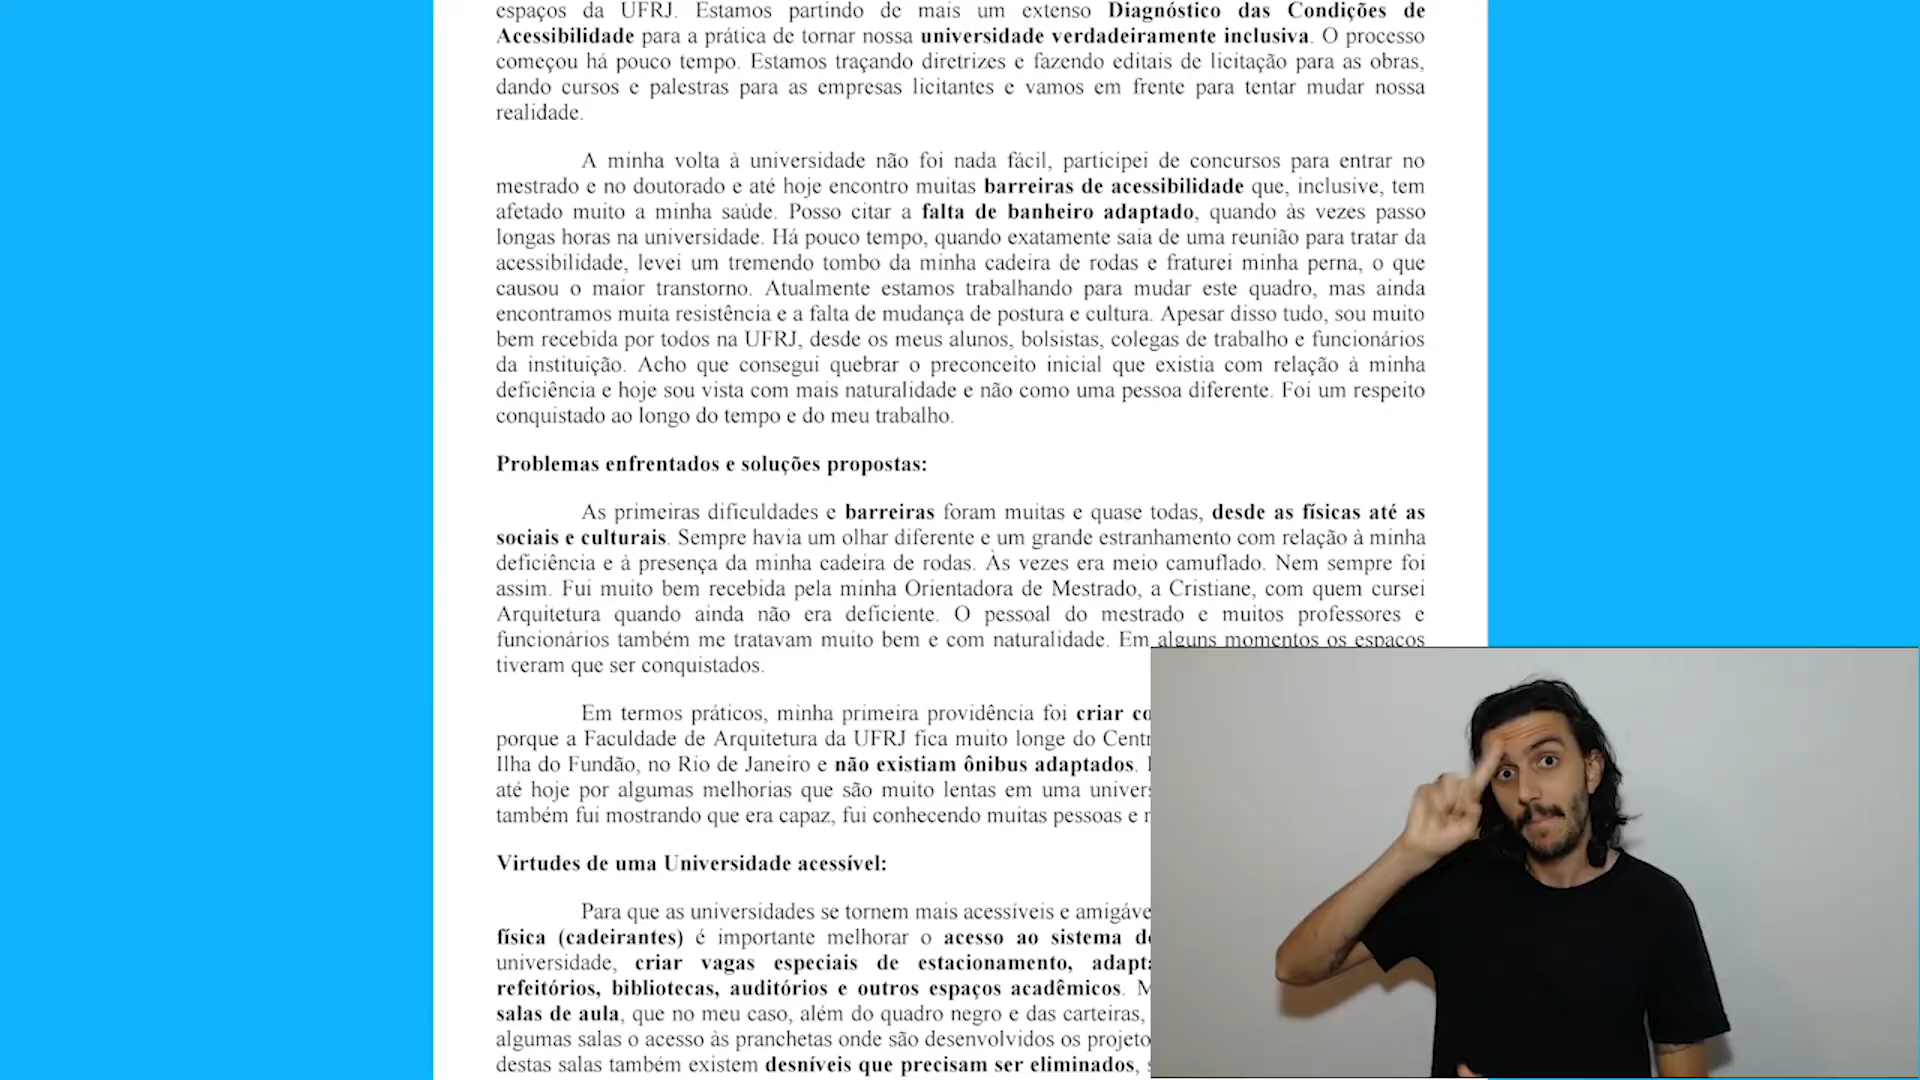 espaços da UFRJ. Estamos partindo de mais um extenso Diagnóstico das Condições de
Acessibilidade para a prática de tornar nossa universidade verdadeiramente inclusiva. O processo
começou há pouco tempo. Estamos traçando diretrizes e fazendo editais de licitação para as obras,
dando cursos e palestras para as empresas licitantes e vamos em frente para tentar mudar nossa
realidade.
A minha volta à universidade não foi nada fácil, participei de concursos para entrar no
mestrado e no doutorado e até hoje encontro muitas barreiras de acessibilidade que, inclusive, tem
afetado muito a minha saúde. Posso citar a falta de banheiro adaptado, quando às vezes passo
longas horas na universidade. Há pouco tempo, quando exatamente saia de uma reunião para tratar da
acessibilidade, levei um tremendo tombo da minha cadeira de rodas e fraturei minha perna, o que
causou o maior transtorno. Atualmente estamos trabalhando para mudar este quadro, mas ainda
encontramos muita resistência e a falta de mudança de postura e cultura. Apesar disso tudo, sou muito
bem recebida por todos na UFRJ, desde os meus alunos, bolsistas, colegas de trabalho e funcionários
da instituição. Acho que consegui quebrar o preconceito inicial que existia com relação à minha
deficiência e hoje sou vista com mais naturalidade e não como uma pessoa diferente. Foi um respeito
conquistado ao longo do tempo e do meu trabalho.
Problemas enfrentados e soluções propostas:
As primeiras dificuldades e barreiras foram muitas e quase todas, desde as físicas até as
sociais e culturais. Sempre havia um olhar diferente e um grande estranhamento com relação à minha
deficiência e à presença da minha cadeira de rodas. Às vezes era meio camuflado. Nem sempre foi
assim. Fui muito bem recebida pela minha Orientadora de Mestrado, a Cristiane, com quem cursei
Arquitetura quando ainda não era deficiente. O pessoal do mestrado e muitos professores e
funcionários também me tratavam muito bem e com naturalidade. Em alguns momentos os espaços
tiveram que ser conquistados.
Em termos práticos, minha primeira providência foi criar
porque a Faculdade de Arquitetura da UFRJ fica muito longe do
Ilha do Fundão, no Rio de Janeiro e não existiam ônibus adaptados.
até hoje por algumas melhorias que são muito lentas em uma
também fui mostrando que era capaz, fui conhecendo muitas pessoas e
Virtudes de uma Universidade acessível:
Para que as universidades se tornem mais acessíveis e
física (cadeirantes) é importante melhorar o acesso ao sistema
universidade, criar vagas especiais de estacionamento,
refeitórios, bibliotecas, auditórios e outros espaços acadêmicos.
salas de aula, que no meu caso, além do quadro negro e das carteiras,
algumas salas o acesso às pranchetas onde são desenvolvidos os
destas salas também existem desníveis que precisam ser eliminados,